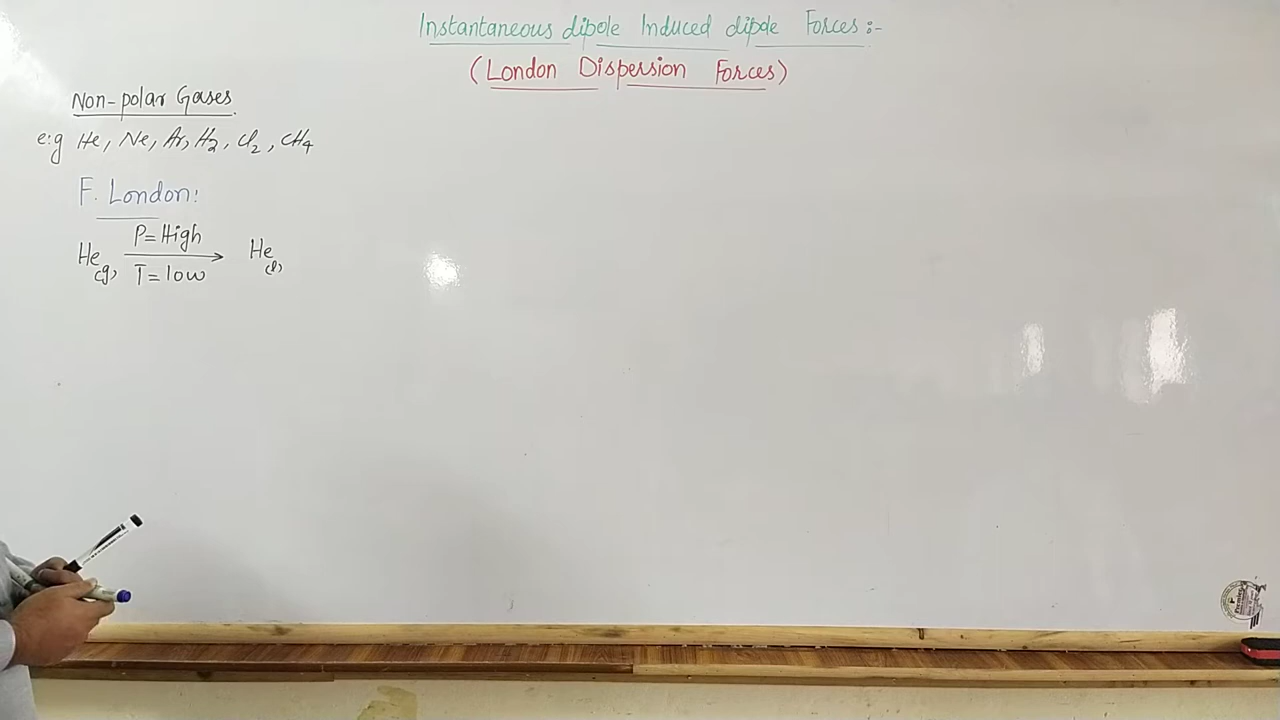 Instantaneous dipole Induced dipole Forces:-
(London Dispersion Forces)
Non-polar Gases.
e:g He, Ne, Ar, H2, Cl2, CH4
F. London:
P=High
He(g) → He(l)
T=low